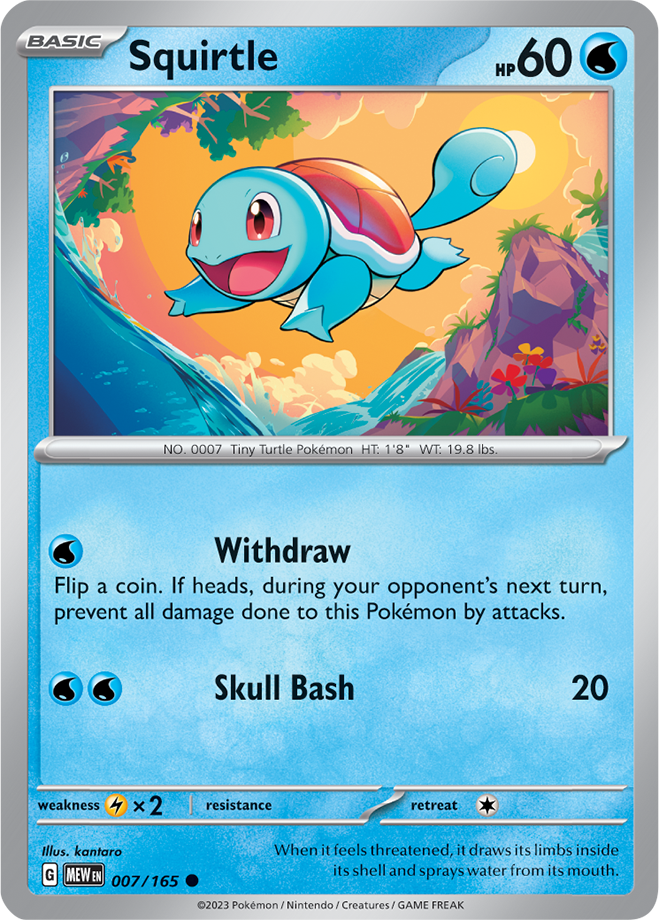 BASIC Squirtle HP 60
NO. 0007 Tiny Turtle Pokémon HT: 1'8" WT: 19.8 lbs.
Withdraw
Flip a coin. If heads, during your opponent's next turn,
prevent all damage done to this Pokémon by attacks.
Skull Bash 20
weakness ×2 resistance retreat
Illus. kantaro
When it feels threatened, it draws its limbs inside
its shell and sprays water from its mouth.
G MEW EN 007/165
©2023 Pokémon / Nintendo / Creatures / GAME FREAK